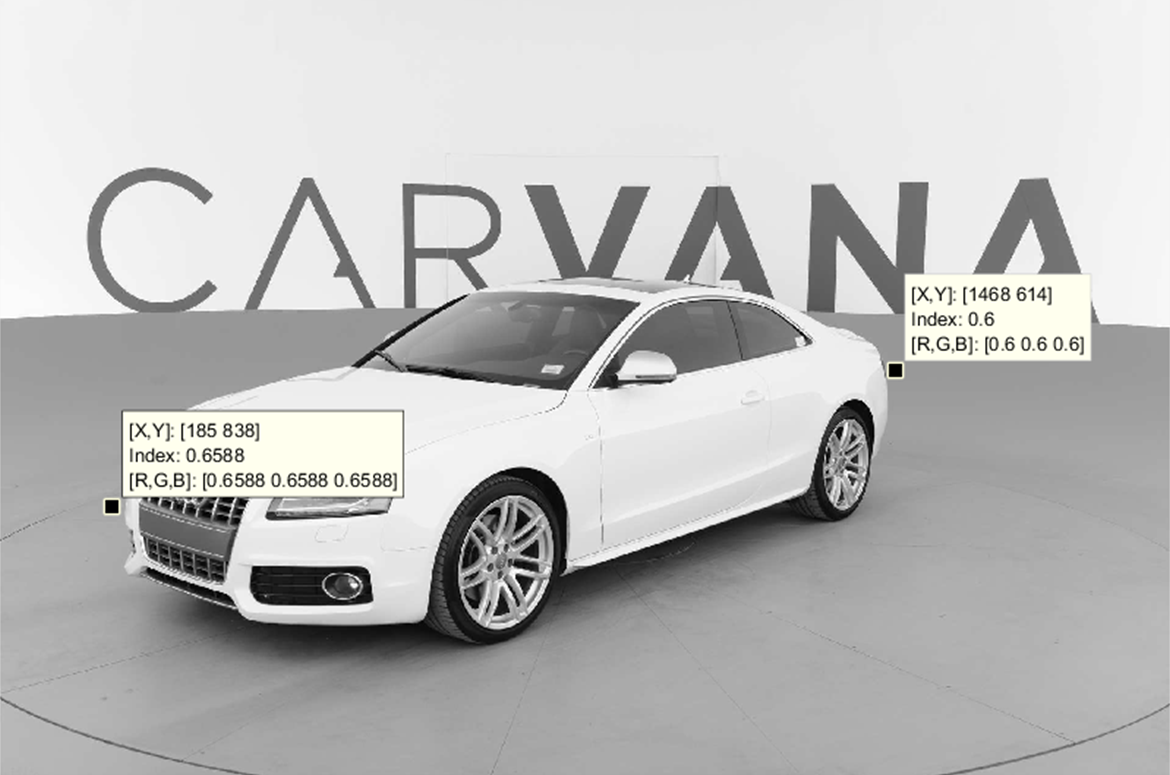 CARVANA
[X,Y]: [1468 614]
Index: 0.6
[R,G,B]: [0.6 0.6 0.6]
[X,Y]: [185 838]
Index: 0.6588
[R,G,B]: [0.6588 0.6588 0.6588]